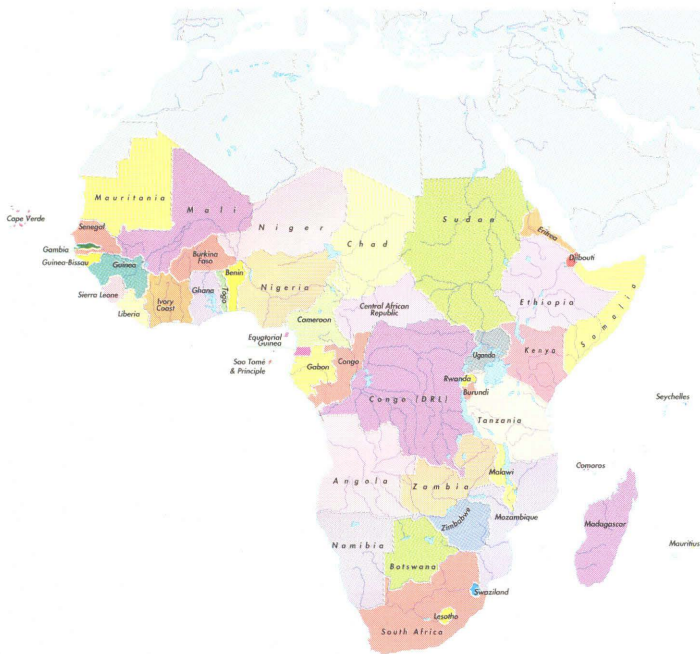 Mauritania
Mali
Niger
Chad
Sudan
Eritrea
Djibouti
Cape Verde
Senegal
Gambia
Guinea-Bissau
Guinea
Burkina
Faso
Benin
Nigeria
Ethiopia
Somalia
Sierra Leone
Ivory
Coast
Ghana
Togo
Liberia
Cameroon
Central African
Republic
Equatorial
Guinea
Sao Tomé
& Principle
Gabon
Congo
Uganda
Kenya
Rwanda
Burundi
Congo (DRL)
Tanzania
Seychelles
Angola
Zambia
Malawi
Comoros
Mozambique
Zimbabwe
Madagascar
Mauritius
Namibia
Botswana
Swaziland
Lesotho
South Africa